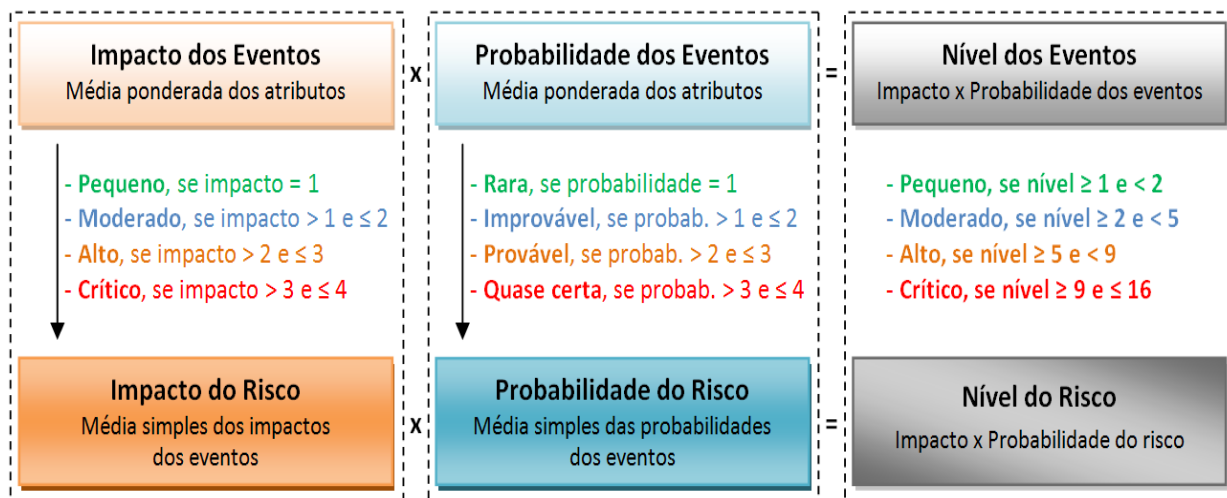 Impacto dos Eventos
Média ponderada dos atributos
x
Probabilidade dos Eventos
Média ponderada dos atributos
=
Nível dos Eventos
Impacto x Probabilidade dos eventos
- Pequeno, se impacto = 1
- Moderado, se impacto > 1 e ≤ 2
- Alto, se impacto > 2 e ≤ 3
- Crítico, se impacto > 3 e ≤ 4
- Rara, se probabilidade = 1
- Improvável, se probab. > 1 e ≤ 2
- Provável, se probab. > 2 e ≤ 3
- Quase certa, se probab. > 3 e ≤ 4
- Pequeno, se nível ≥ 1 e < 2
- Moderado, se nível ≥ 2 e < 5
- Alto, se nível ≥ 5 e < 9
- Crítico, se nível ≥ 9 e ≤ 16
Impacto do Risco
Média simples dos impactos
dos eventos
x
Probabilidade do Risco
Média simples das probabilidades
dos eventos
=
Nível do Risco
Impacto x Probabilidade do risco